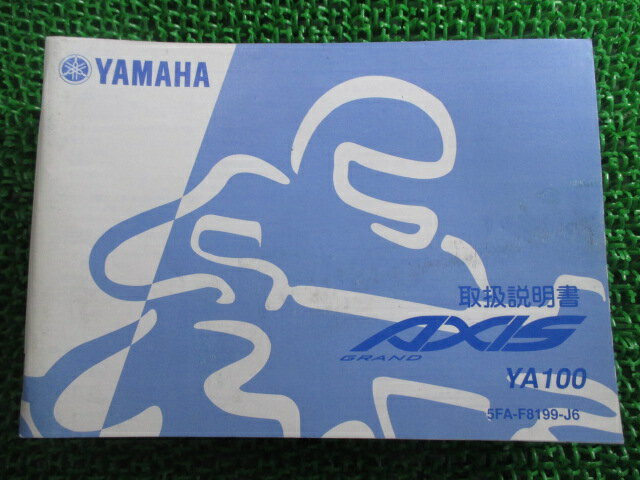 YAMAHA
取扱説明書
AXIS
GRAND
YA100
5FA-F8199-J6